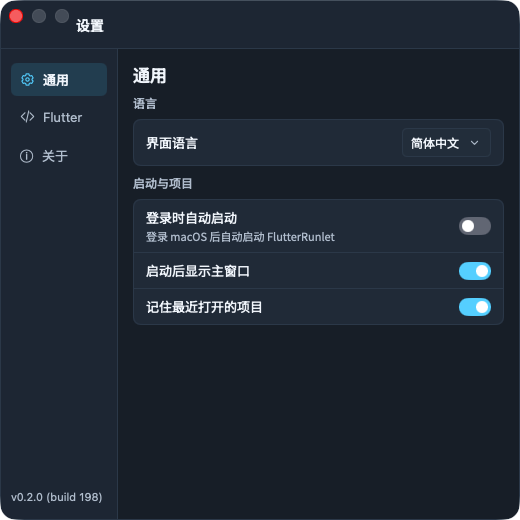 设置
通用
Flutter
关于
v0.2.0 (build 198)
通用
语言
界面语言
简体中文
启动与项目
登录时自动启动
登录 macOS 后自动启动 FlutterRunlet
启动后显示主窗口
记住最近打开的项目